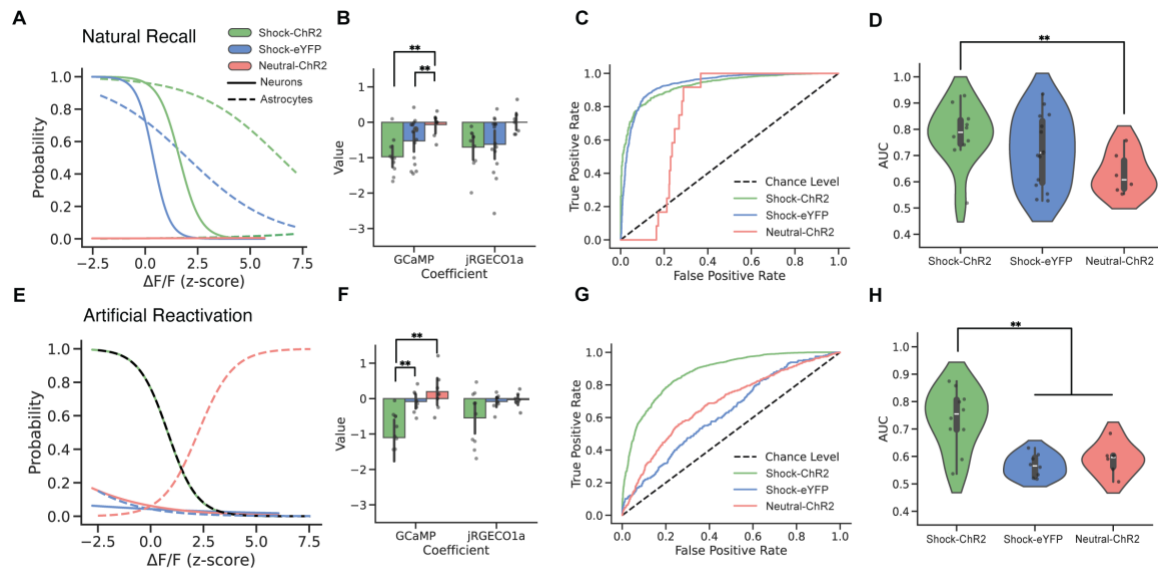 A
Natural Recall
Shock-ChR2
Shock-eYFP
Neutral-ChR2
Neurons
Astrocytes
1.0
0.8
0.6
0.4
0.2
0.0
Probability
−2.5 0.0 2.5 5.0 7.5
ΔF/F (z-score)
B
**
**
1
0
−1
−2
−3
Value
GCaMP jRGECO1a
Coefficient
C
1.0
0.8
0.6
0.4
0.2
0.0
True Positive Rate
Chance Level
Shock-ChR2
Shock-eYFP
Neutral-ChR2
0.0 0.2 0.4 0.6 0.8 1.0
False Positive Rate
D
**
1.0
0.9
0.8
0.7
0.6
0.5
0.4
AUC
Shock-ChR2 Shock-eYFP Neutral-ChR2
E
Artificial Reactivation
1.0
0.8
0.6
0.4
0.2
0.0
Probability
−2.5 0.0 2.5 5.0 7.5
ΔF/F (z-score)
F
**
**
1
0
−1
−2
−3
Value
GCaMP jRGECO1a
Coefficient
G
1.0
0.8
0.6
0.4
0.2
0.0
True Positive Rate
Chance Level
Shock-ChR2
Shock-eYFP
Neutral-ChR2
0.0 0.2 0.4 0.6 0.8 1.0
False Positive Rate
H
**
1.0
0.9
0.8
0.7
0.6
0.5
0.4
AUC
Shock-ChR2 Shock-eYFP Neutral-ChR2